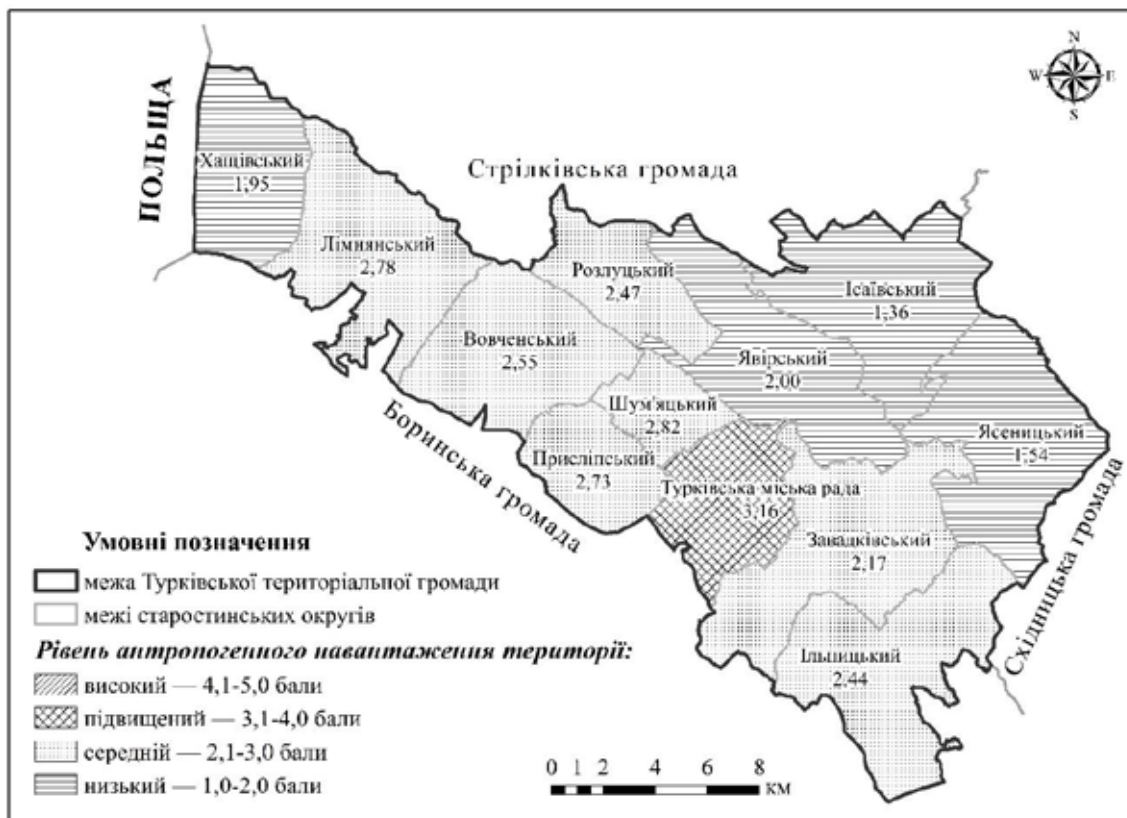 N
W E
S
ПОЛЬЩА
Хащівський
1,95
Стрілківська громада
Лімнянський
2,78
Розлуцький
2,47
Ісаївський
1,36
Вовченський
2,55
Явірський
2,00
Шум'яцький
2,82
Ясеницький
1,54
Боринська громада
Присліпський
2,73
Турківська міська рада
3,16
Завадківський
2,17
Східницька громада
Ільницький
2,44
Умовні позначення
межа Турківської територіальної громади
межі старостинських округів
Рівень антропогенного навантаження території:
високий — 4,1-5,0 бали
підвищений — 3,1-4,0 бали
середній — 2,1-3,0 бали
низький — 1,0-2,0 бали
0 1 2 4 6 8
км